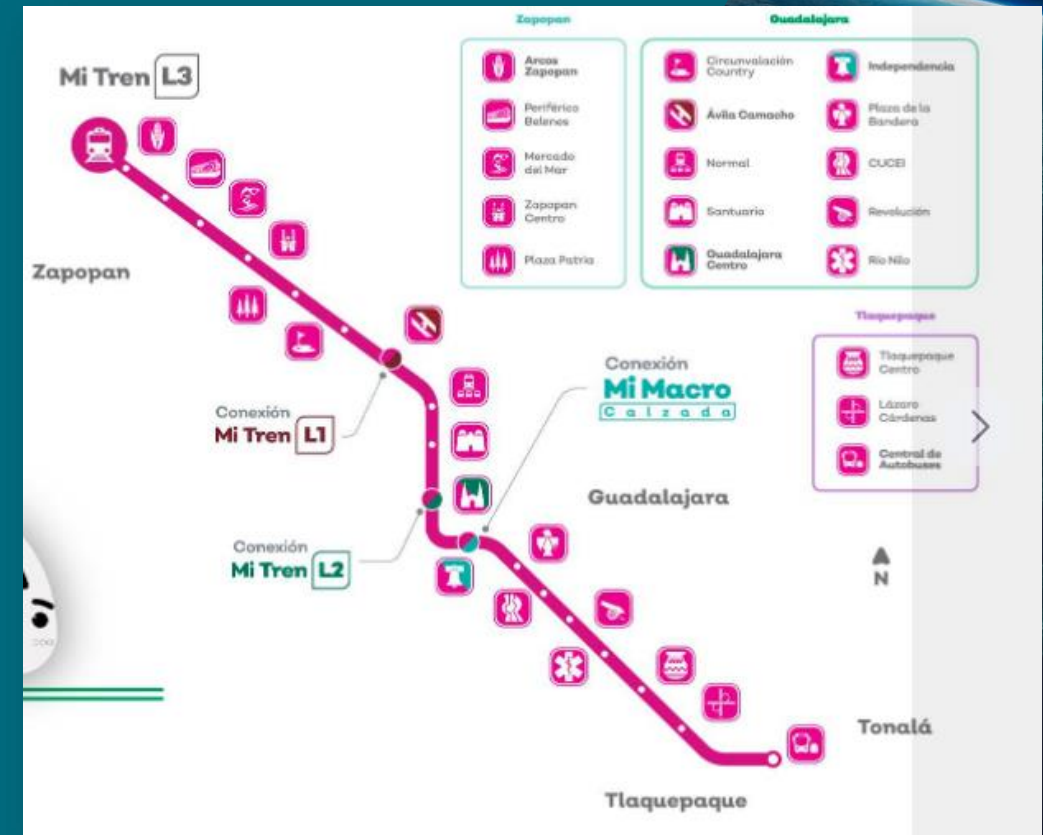 Mi Tren L3
Zapopan
Arcos
Zapopan
Periférico
Belenes
Mercado
del Mar
Zapopan
Centro
Plaza Patria
Guadalajara
Circunvalación
Country
Ávila Camacho
Normal
Santuario
Guadalajara
Centro
Independencia
Plaza de la
Bandera
CUCEI
Revolución
Río Nilo
Tlaquepaque
Tlaquepaque
Centro
Lázaro
Cárdenas
Central de
Autobuses
Zapopan
Conexión
Mi Tren L1
Conexión
Mi Macro
Calzada
Guadalajara
Conexión
Mi Tren L2
N
Tonalá
Tlaquepaque